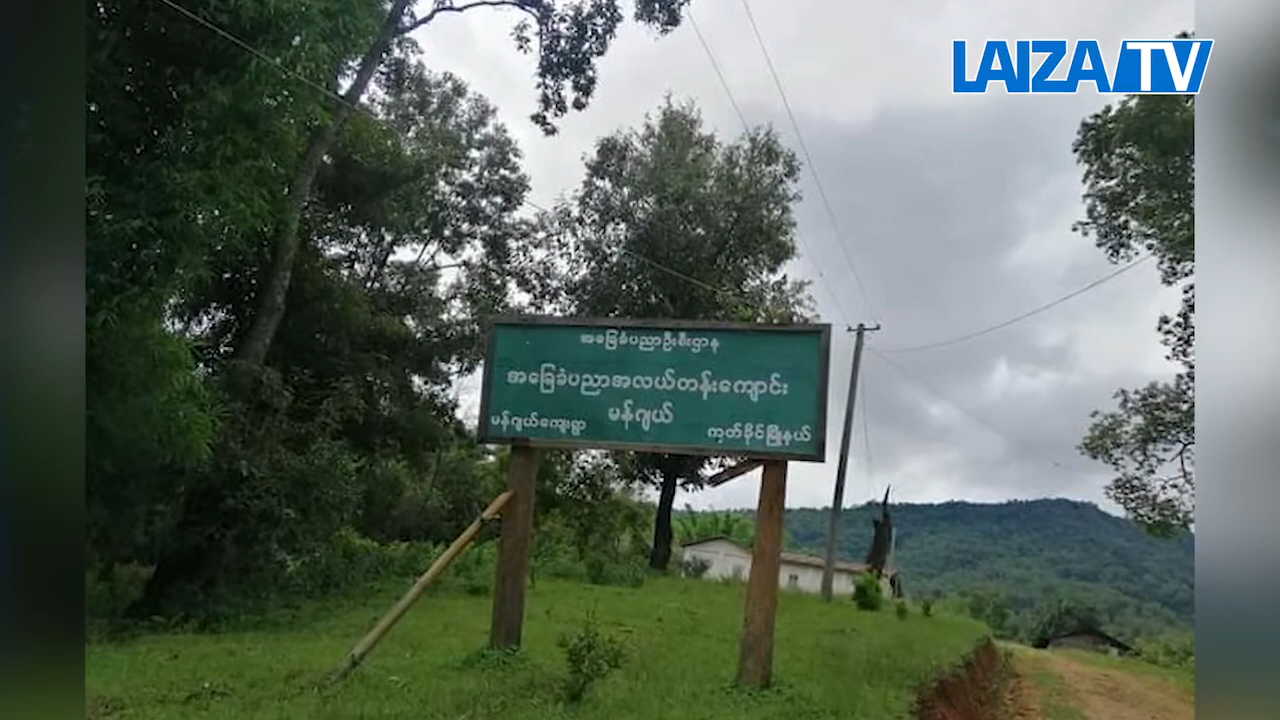 LAIZA TV
အခြေခံပညာဦးစီးဌာန
အခြေခံပညာအလယ်တန်းကျောင်း
မန်ဂျယ်
မန်ဂျယ်ကျေးရွာ ကွတ်ခိုင်မြို့နယ်